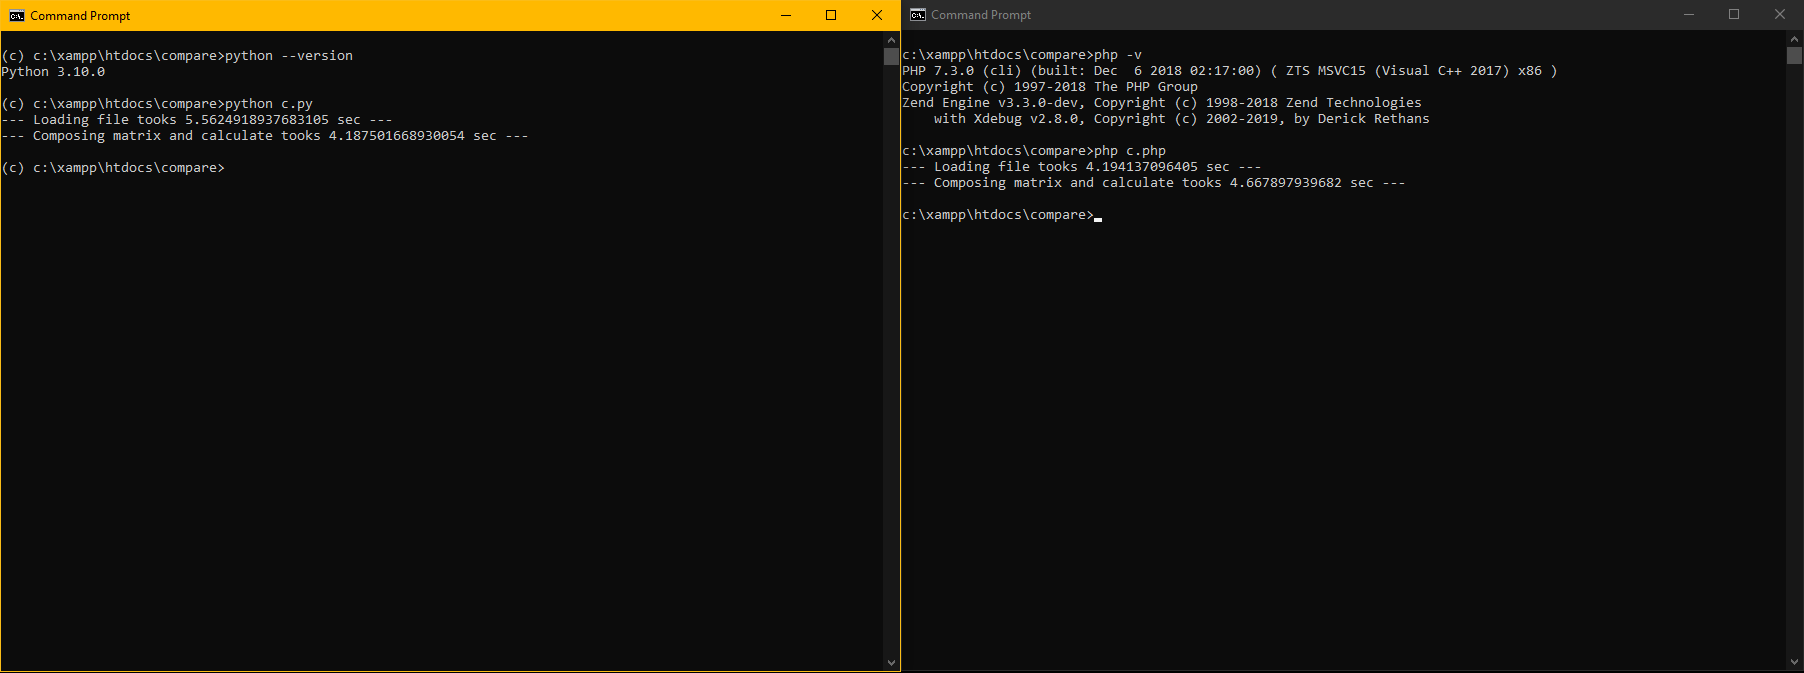 Command Prompt
(c) c:\xampp\htdocs\compare>python --version
Python 3.10.0
(c) c:\xampp\htdocs\compare>python c.py
--- Loading file tooks 5.5624918937683105 sec ---
--- Composing matrix and calculate tooks 4.187501668930054 sec ---
(c) c:\xampp\htdocs\compare>
Command Prompt
c:\xampp\htdocs\compare>php -v
PHP 7.3.0 (cli) (built: Dec  6 2018 02:17:00) ( ZTS MSVC15 (Visual C++ 2017) x86 )
Copyright (c) 1997-2018 The PHP Group
Zend Engine v3.3.0-dev, Copyright (c) 1998-2018 Zend Technologies
    with Xdebug v2.8.0, Copyright (c) 2002-2019, by Derick Rethans
c:\xampp\htdocs\compare>php c.php
--- Loading file tooks 4.194137096405 sec ---
--- Composing matrix and calculate tooks 4.667897939682 sec ---
c:\xampp\htdocs\compare>